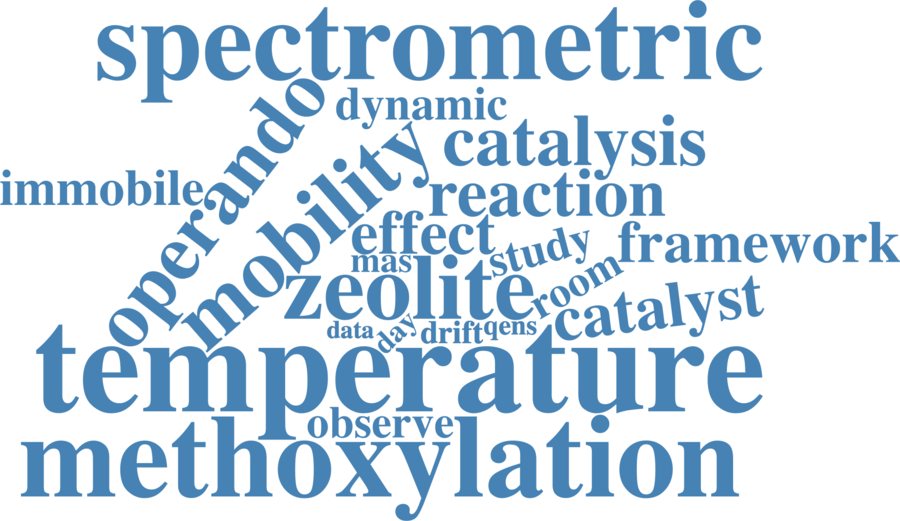 spectrometric
operando
dynamic
mobility
catalysis
immobile
reaction
effect
study
framework
mas
zeolite
room
catalyst
data
day
drift
qens
temperature
observe
methoxylation